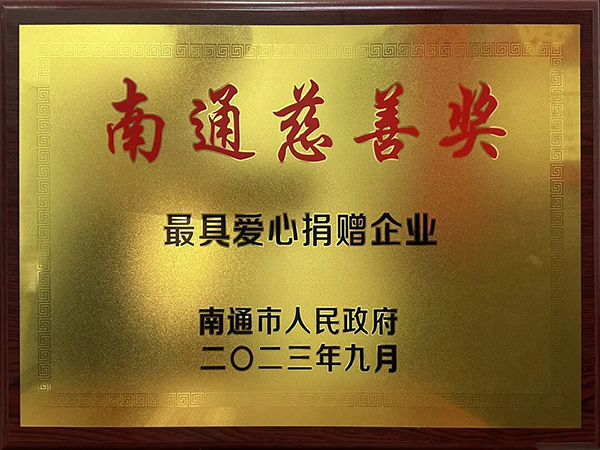 南通慈善奖
最具爱心捐赠企业
南通市人民政府
二〇二三年九月